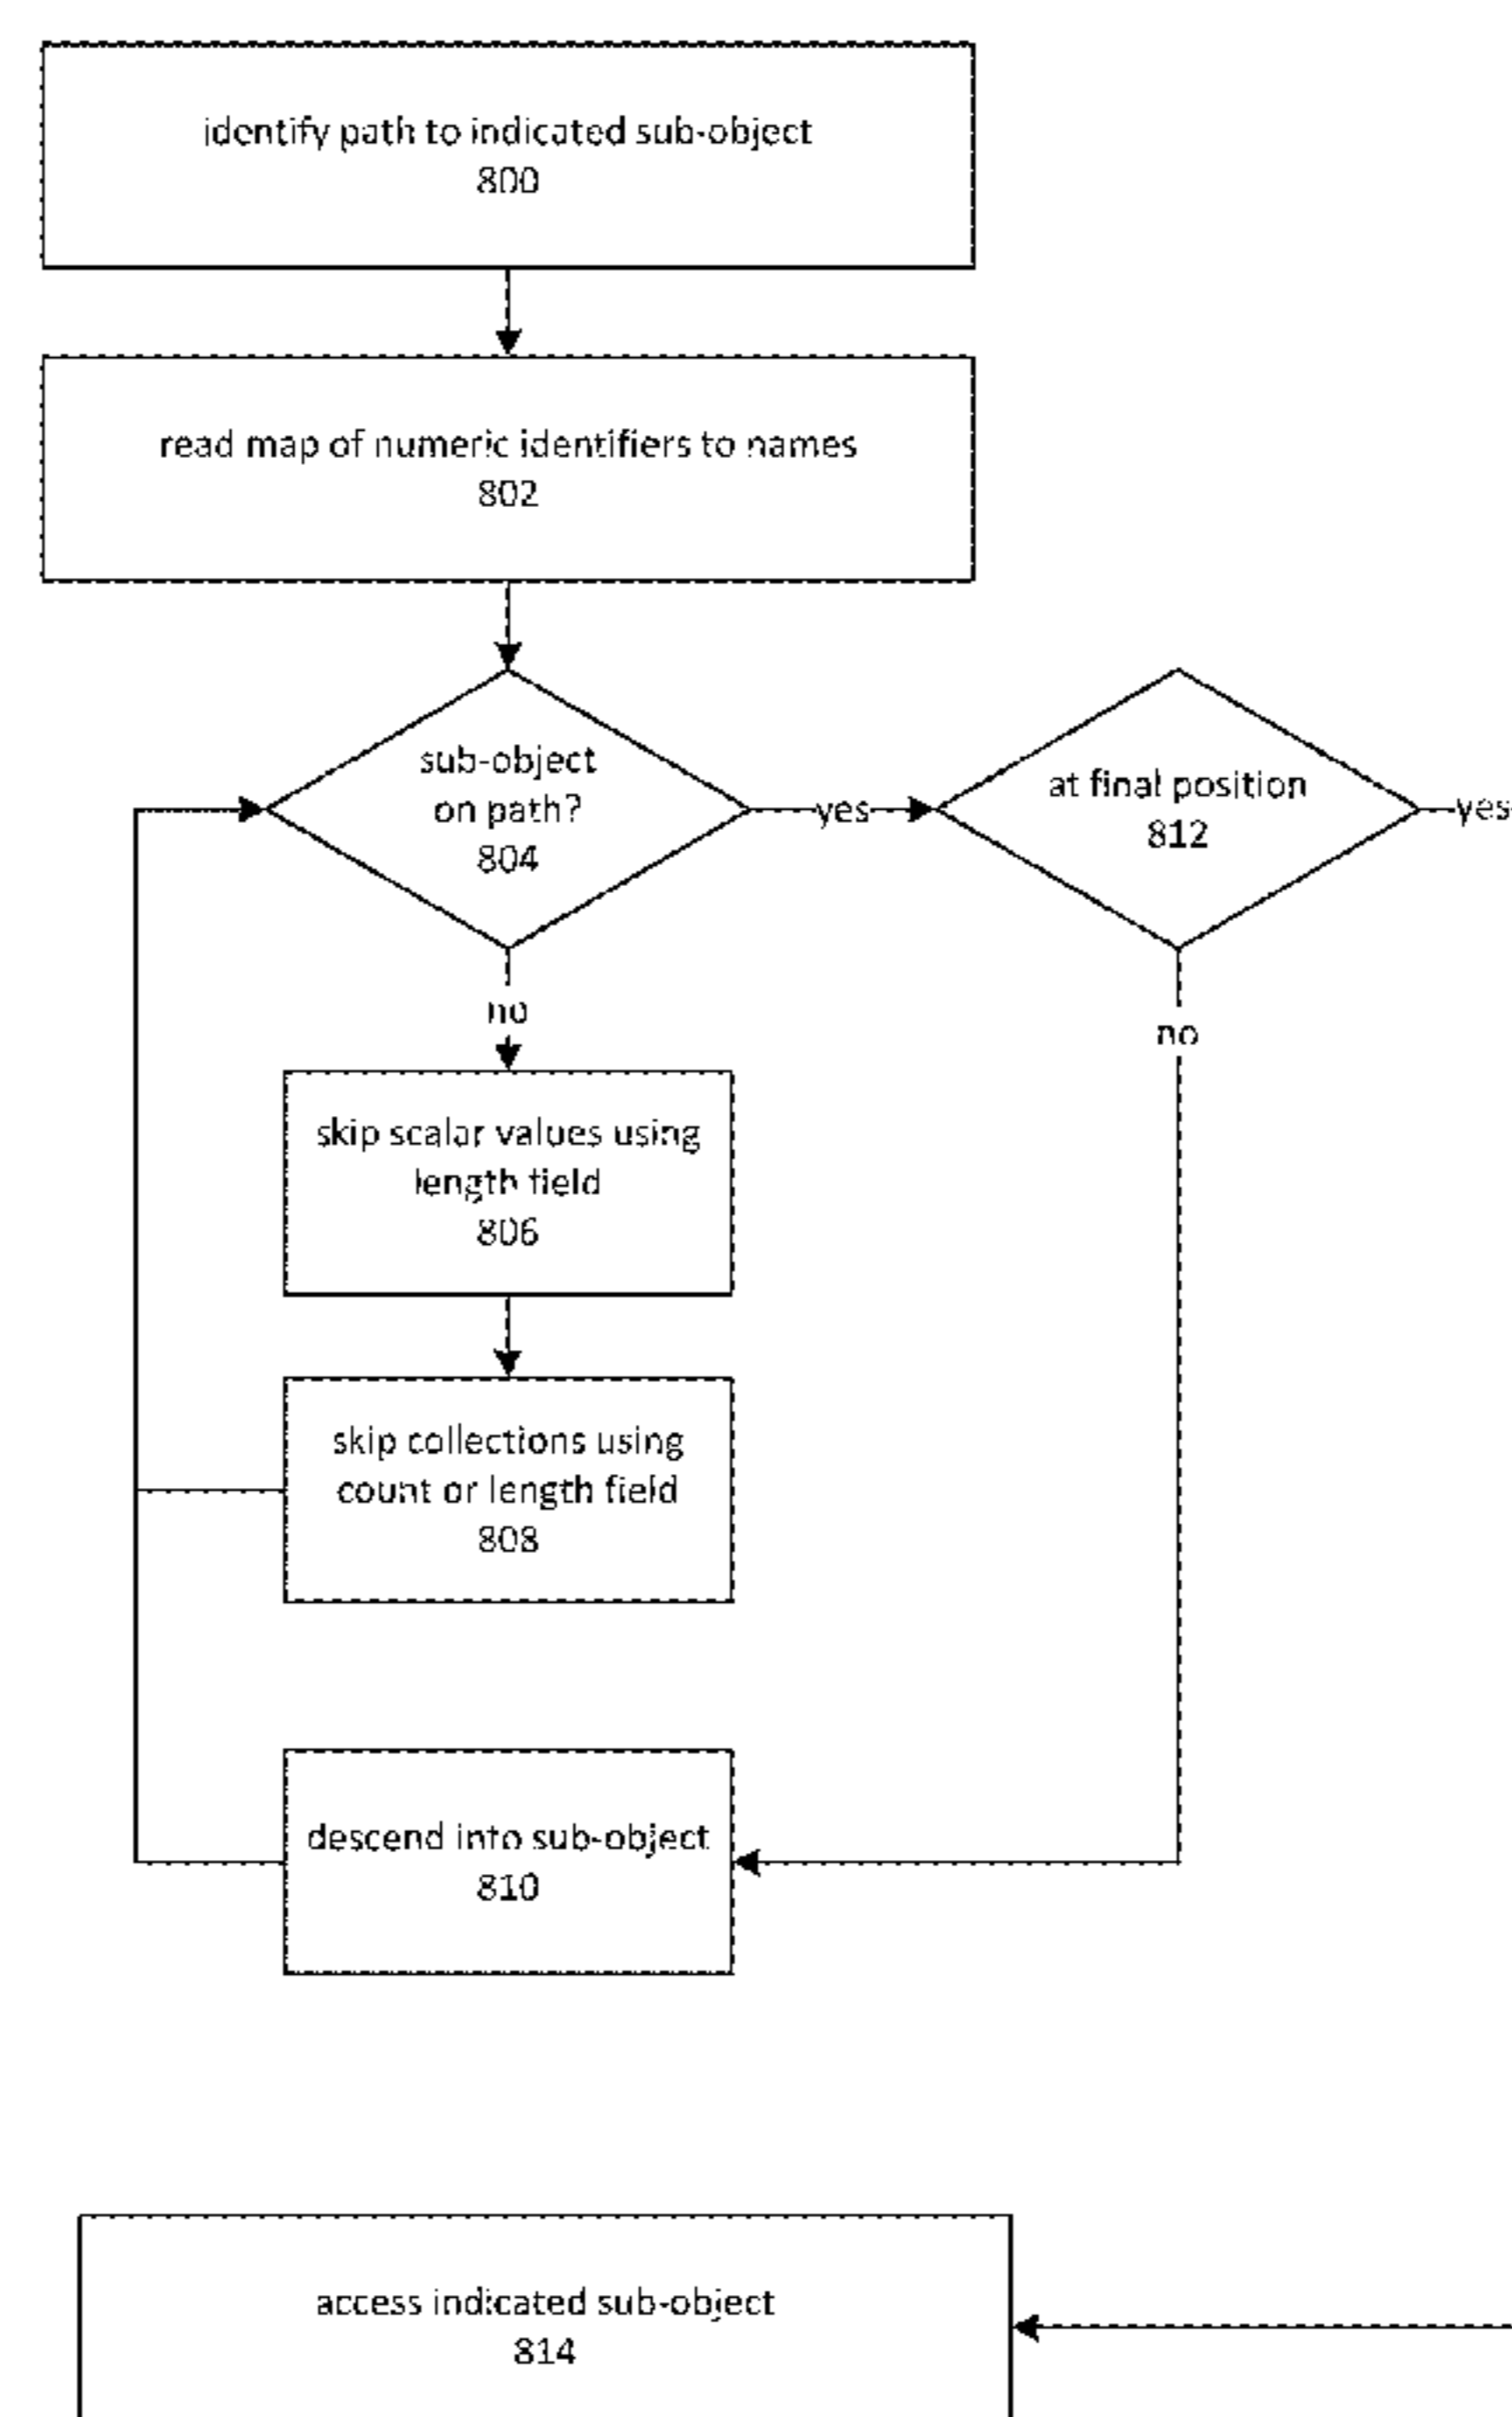 identify path to indicated sub-object
800
read map of numeric identifiers to names
802
sub-object
on path?
804
yes
at final position
812
yes
no
no
skip scalar values using
length field
806
skip collections using
count or length field
808
descend into sub-object
810
access indicated sub-object
814